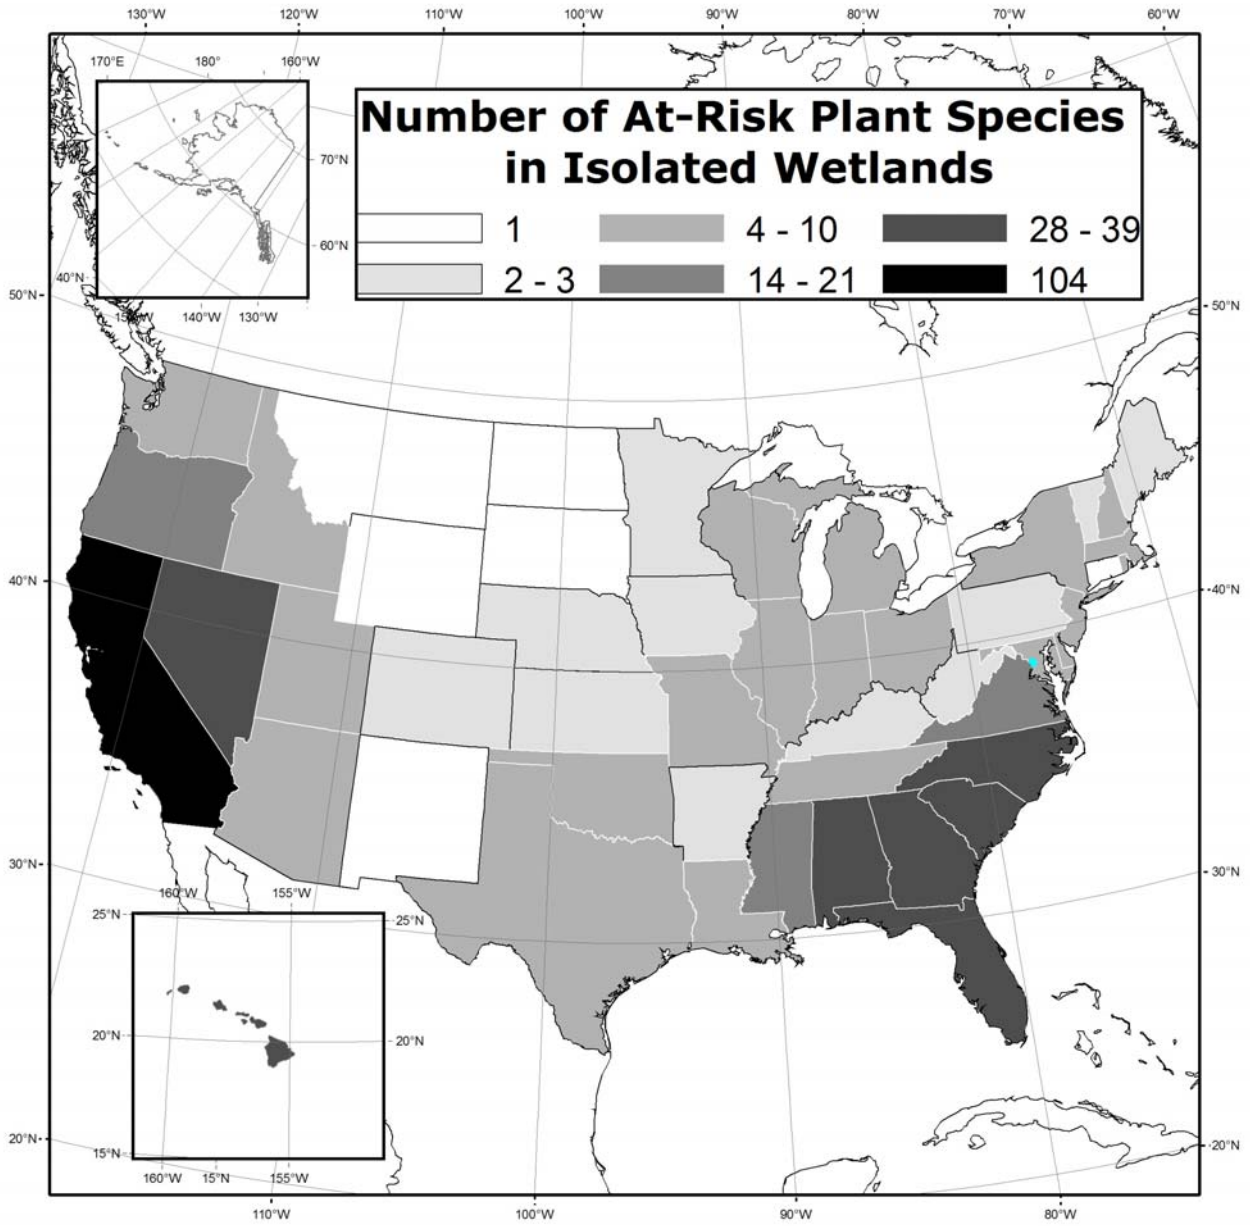 130°W 120°W 110°W 100°W 90°W 80°W 70°W 60°W
170°E 180° 160°W
Number of At-Risk Plant Species
in Isolated Wetlands
1 4 - 10 28 - 39
2 - 3 14 - 21 104
70°N
60°N
40°N
140°W 130°W
50°N 50°N
40°N 40°N
30°N 30°N
160°W 155°W
25°N 25°N
20°N 20°N
15°N
160°W 15°N 155°W
20°N 20°N
110°W 100°W 90°W 80°W